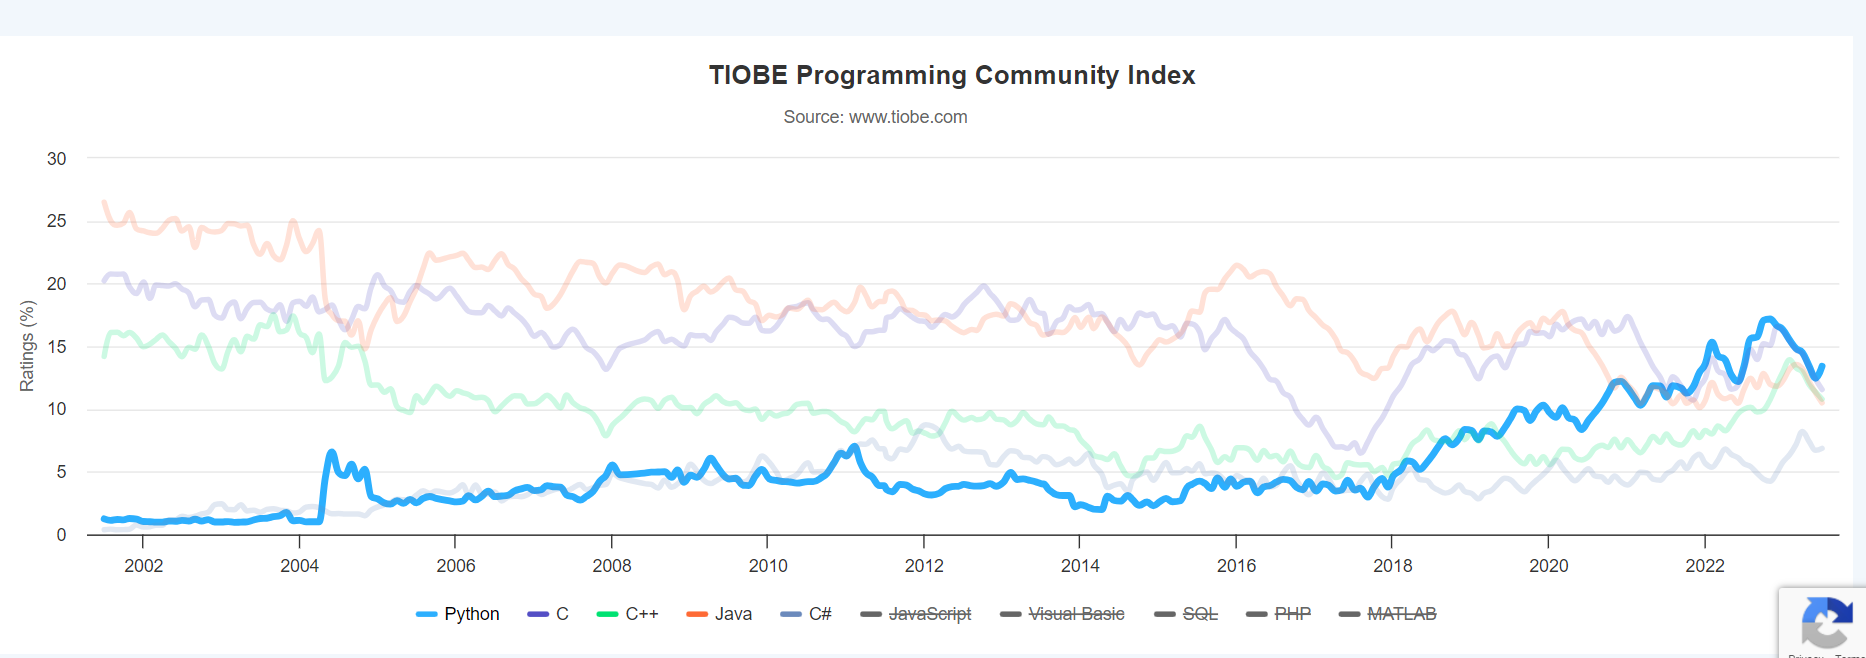 TIOBE Programming Community Index
Source: www.tiobe.com
Ratings (%)
30
25
20
15
10
5
0
2002 2004 2006 2008 2010 2012 2014 2016 2018 2020 2022
Python C C++ Java C# JavaScript Visual Basic SQL PHP MATLAB